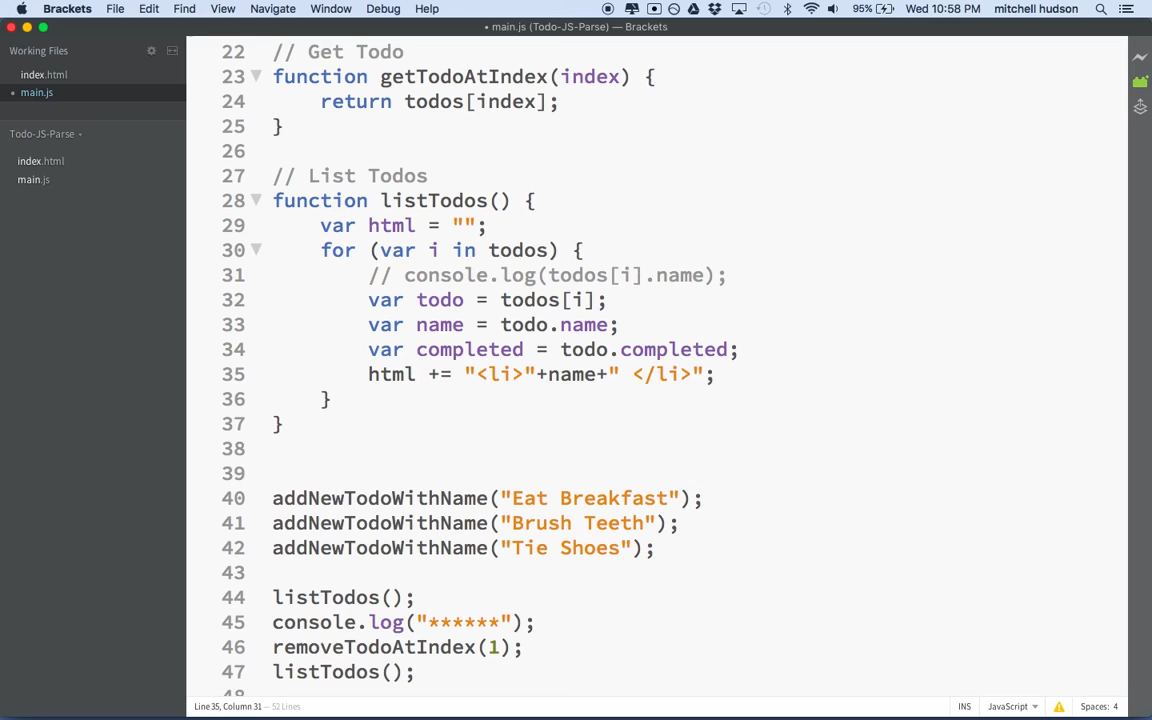 Brackets File Edit Find View Navigate Window Debug Help 95% Wed 10:58 PM mitchell hudson
• main.js (Todo-JS-Parse) — Brackets
Working Files
index.html
• main.js
Todo-JS-Parse
index.html
main.js
22 // Get Todo
23 function getTodoAtIndex(index) {
24 return todos[index];
25 }
26
27 // List Todos
28 function listTodos() {
29 var html = "";
30 for (var i in todos) {
31 // console.log(todos[i].name);
32 var todo = todos[i];
33 var name = todo.name;
34 var completed = todo.completed;
35 html += "<li>"+name+" </li>";
36 }
37 }
38
39
40 addNewTodoWithName("Eat Breakfast");
41 addNewTodoWithName("Brush Teeth");
42 addNewTodoWithName("Tie Shoes");
43
44 listTodos();
45 console.log("******");
46 removeTodoAtIndex(1);
47 listTodos();
48
Line 35, Column 31 — 52 Lines INS JavaScript Spaces: 4